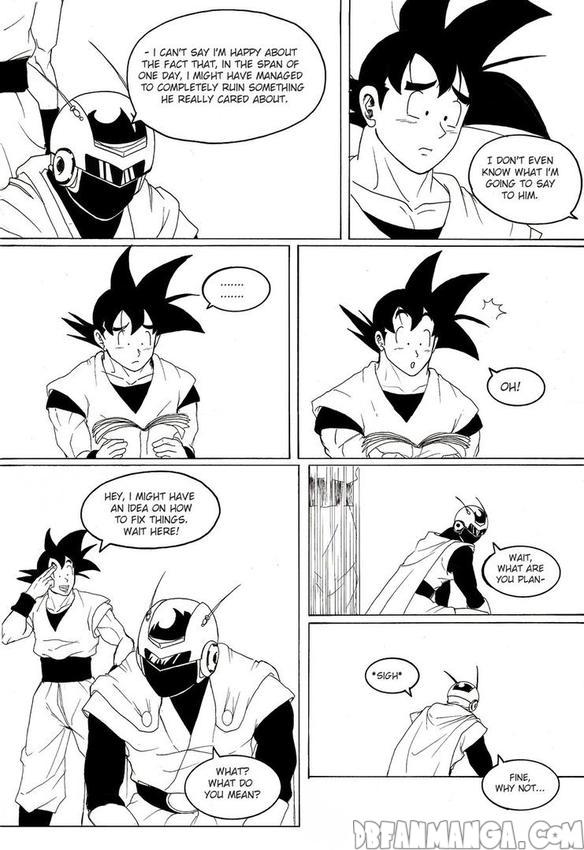 - I CAN'T SAY I'M HAPPY ABOUT
THE FACT THAT, IN THE SPAN OF
ONE DAY, I MIGHT HAVE MANAGED
TO COMPLETELY RUIN SOMETHING
HE REALLY CARED ABOUT.
I DON'T EVEN
KNOW WHAT I'M
GOING TO SAY
TO HIM.
.......
.......
OH!
HEY, I MIGHT HAVE
AN IDEA ON HOW
TO FIX THINGS.
WAIT HERE!
WHAT?
WHAT DO
YOU MEAN?
WAIT,
WHAT ARE
YOU PLAN-
*SIGH*
FINE,
WHY NOT...
DBFANMANGA.COM